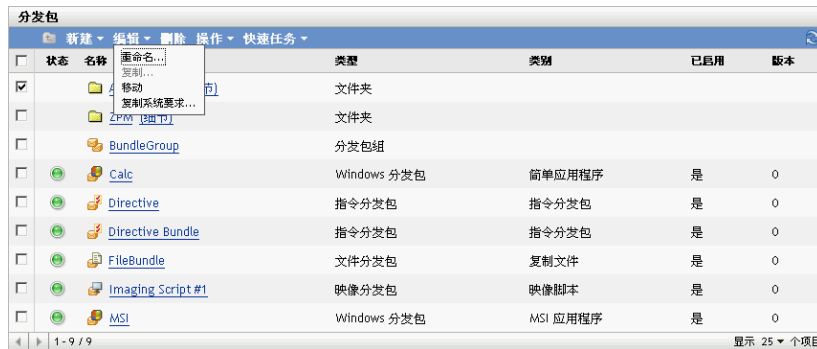 分发包
新建 编辑 删除 操作 快速任务
状态 名称 类型 类别 已启用 版本
重命名...
复制...
移动
复制系统要求...
文件夹
ZPM (细节) 文件夹
BundleGroup 分发包组
Calc Windows 分发包 简单应用程序 是 0
Directive 指令分发包 指令分发包 是 0
Directive Bundle 指令分发包 指令分发包 是 0
FileBundle 文件分发包 复制文件 是 0
Imaging Script #1 映像分发包 映像脚本 是 0
MSI Windows 分发包 MSI 应用程序 是 0
1 - 9 / 9 显示 25 个项目